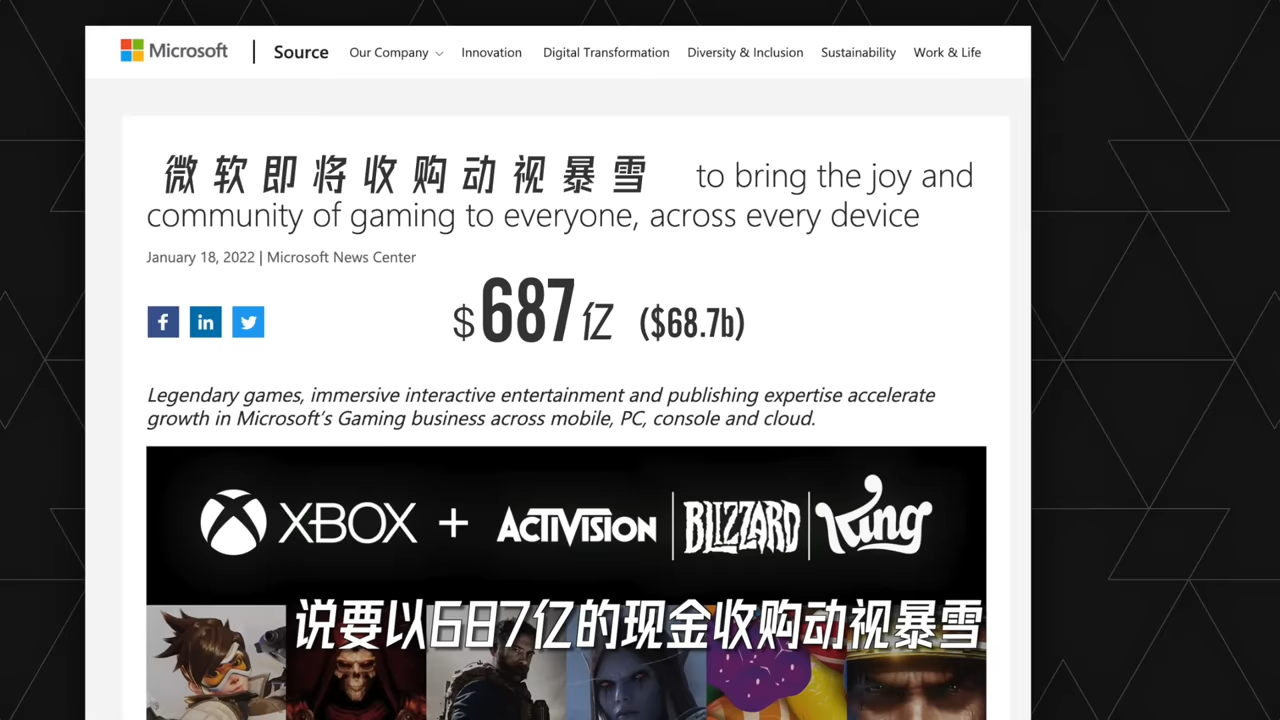 Microsoft | Source Our Company Innovation Digital Transformation Diversity & Inclusion Sustainability Work & Life
微软即将收购动视暴雪 to bring the joy and
community of gaming to everyone, across every device
January 18, 2022 | Microsoft News Center
f in
$687亿 ($68.7b)
Legendary games, immersive interactive entertainment and publishing expertise accelerate
growth in Microsoft's Gaming business across mobile, PC, console and cloud.
XBOX + ACTIVISION | BLIZZARD | King
说要以687亿的现金收购动视暴雪